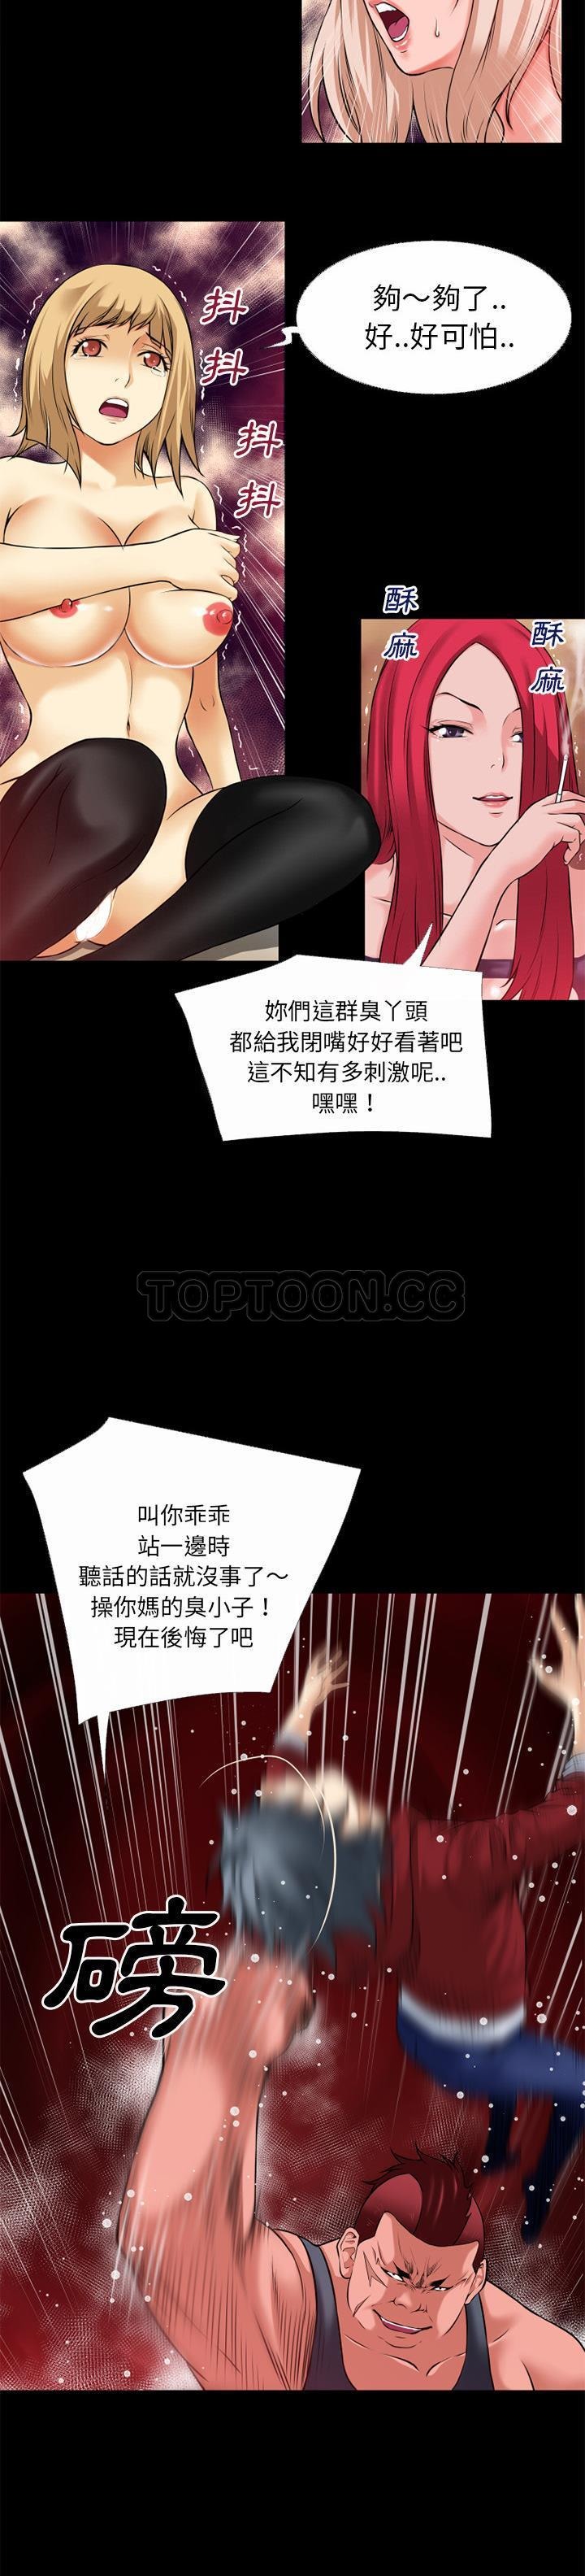 夠～夠了..
好..好可怕..
抖
抖
抖
抖
酥
麻
酥
麻
妳們這群臭丫頭
都給我閉嘴好好看著吧
這不知有多刺激呢..
嘿嘿！
TOPTOON.CC
叫你乖乖
站一邊時
聽話的話就沒事了～
操你媽的臭小子！
現在後悔了吧
磅